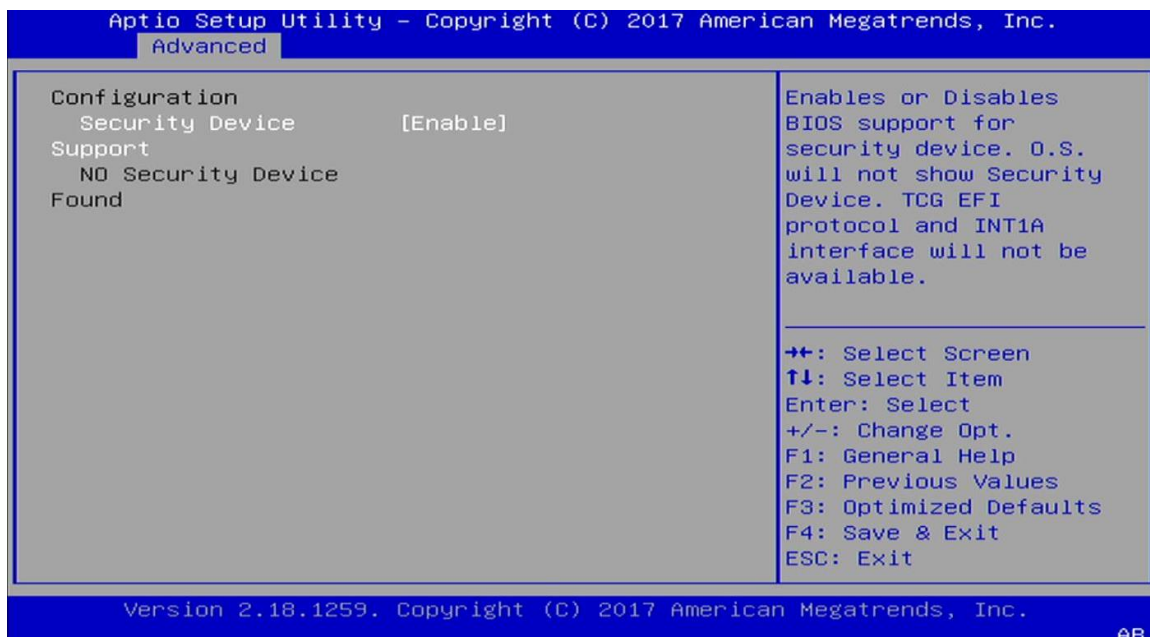 Aptio Setup Utility – Copyright (C) 2017 American Megatrends, Inc.
Advanced
Configuration
Security Device [Enable]
Support
NO Security Device
Found
Enables or Disables
BIOS support for
security device. O.S.
will not show Security
Device. TCG EFI
protocol and INT1A
interface will not be
available.
→←: Select Screen
↑↓: Select Item
Enter: Select
+/-: Change Opt.
F1: General Help
F2: Previous Values
F3: Optimized Defaults
F4: Save & Exit
ESC: Exit
Version 2.18.1259. Copyright (C) 2017 American Megatrends, Inc.
AB